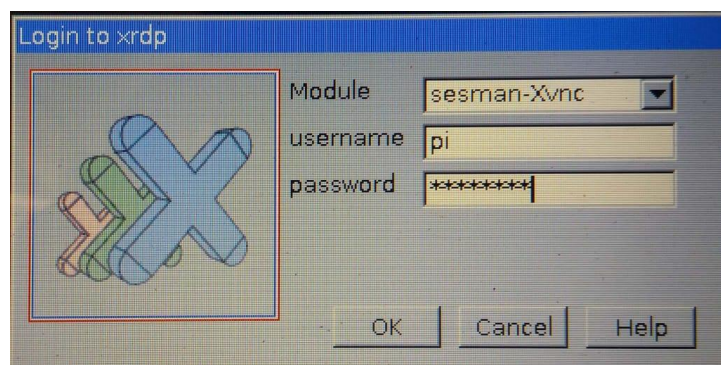 Login to xrdp
Module sesman-Xvnc
username pi
password ********
OK Cancel Help